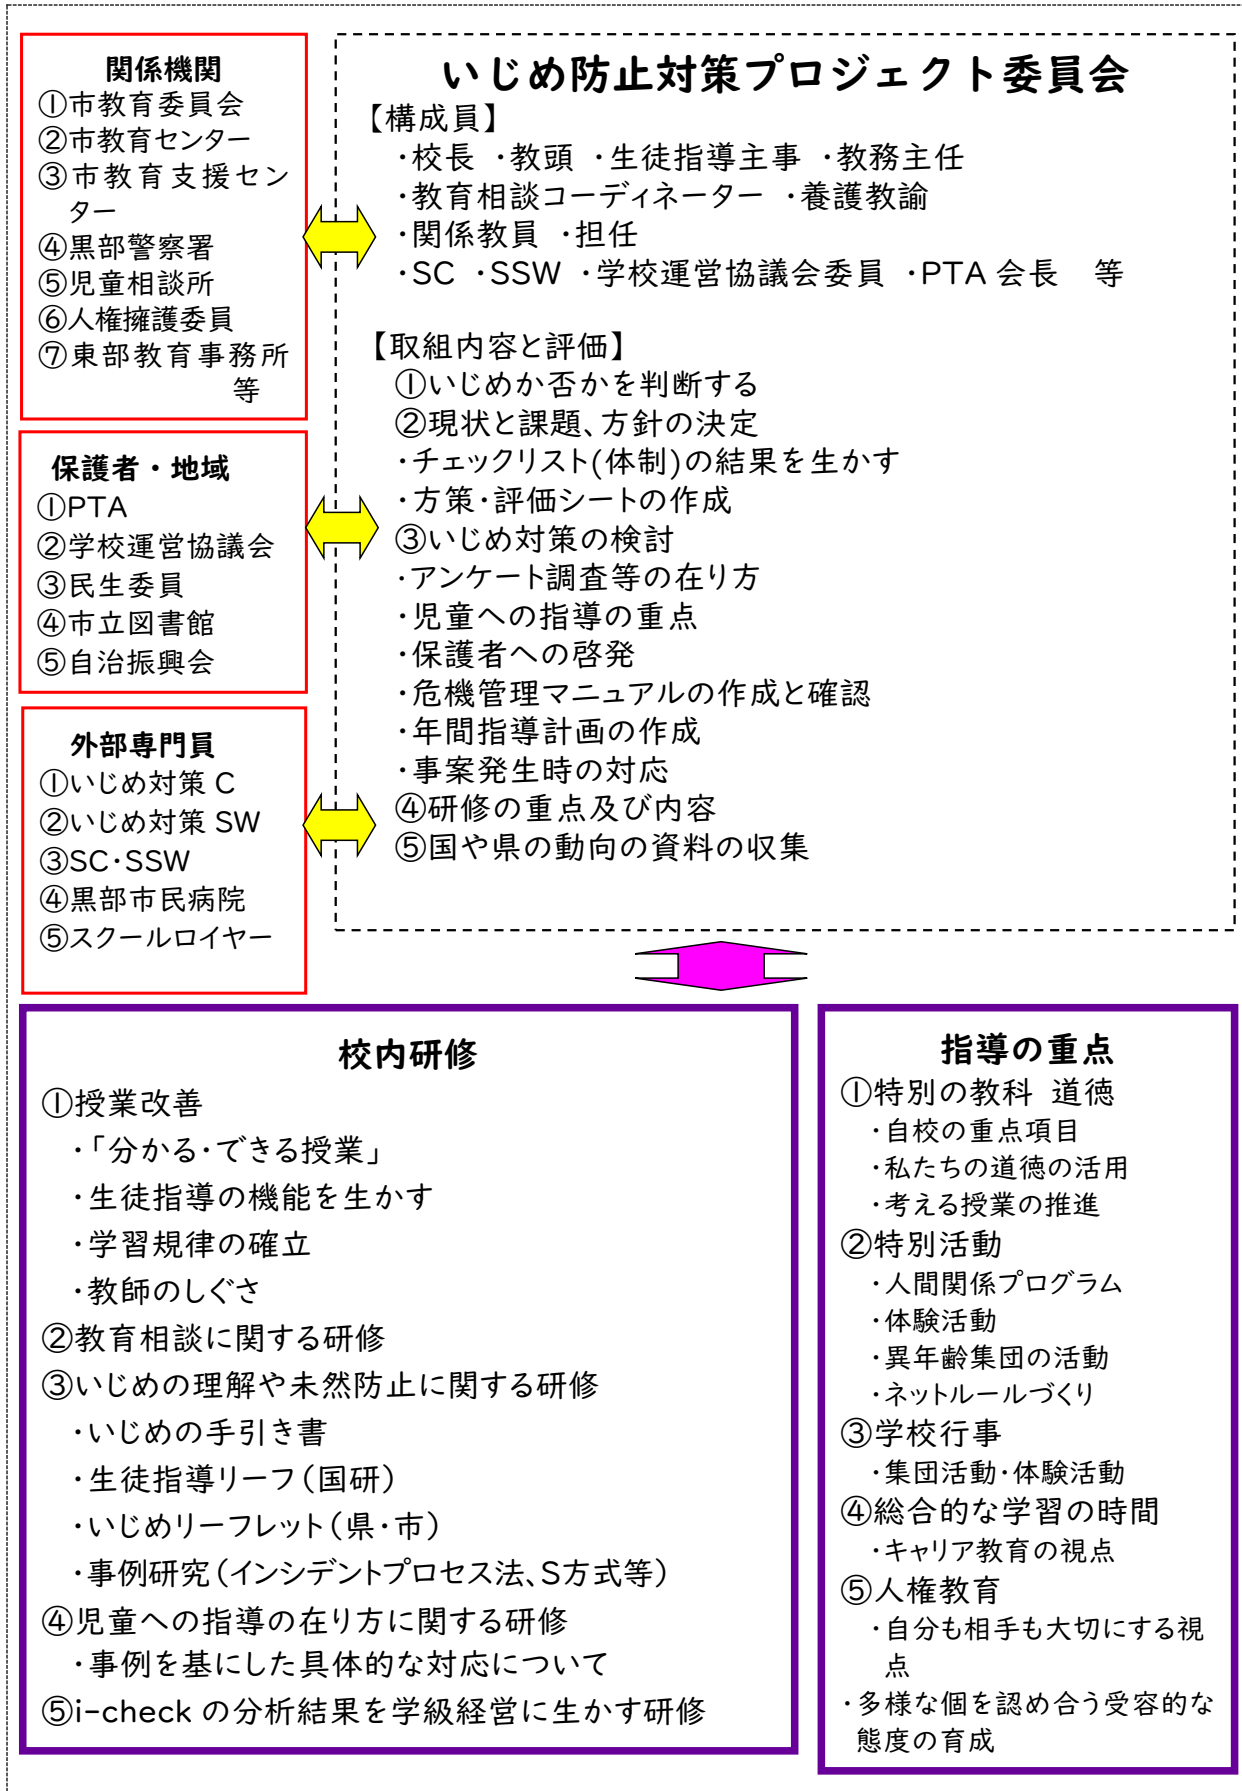 関係機関
①市教育委員会
②市教育センター
③市教育支援セン
ター
④黒部警察署
⑤児童相談所
⑥人権擁護委員
⑦東部教育事務所
等
保護者・地域
①PTA
②学校運営協議会
③民生委員
④市立図書館
⑤自治振興会
外部専門員
①いじめ対策 C
②いじめ対策 SW
③SC・SSW
④黒部市民病院
⑤スクールロイヤー
いじめ防止対策プロジェクト委員会
【構成員】
・校長 ・教頭 ・生徒指導主事 ・教務主任
・教育相談コーディネーター ・養護教諭
・関係教員 ・担任
・SC ・SSW ・学校運営協議会委員 ・PTA 会長　等
【取組内容と評価】
①いじめか否かを判断する
②現状と課題、方針の決定
・チェックリスト(体制)の結果を生かす
・方策・評価シートの作成
③いじめ対策の検討
・アンケート調査等の在り方
・児童への指導の重点
・保護者への啓発
・危機管理マニュアルの作成と確認
・年間指導計画の作成
・事案発生時の対応
④研修の重点及び内容
⑤国や県の動向の資料の収集
校内研修
①授業改善
・「分かる・できる授業」
・生徒指導の機能を生かす
・学習規律の確立
・教師のしぐさ
②教育相談に関する研修
③いじめの理解や未然防止に関する研修
・いじめの手引き書
・生徒指導リーフ（国研）
・いじめリーフレット（県・市）
・事例研究（インシデントプロセス法、S方式等）
④児童への指導の在り方に関する研修
・事例を基にした具体的な対応について
⑤i-check の分析結果を学級経営に生かす研修
指導の重点
①特別の教科 道徳
・自校の重点項目
・私たちの道徳の活用
・考える授業の推進
②特別活動
・人間関係プログラム
・体験活動
・異年齢集団の活動
・ネットルールづくり
③学校行事
・集団活動・体験活動
④総合的な学習の時間
・キャリア教育の視点
⑤人権教育
・自分も相手も大切にする視
点
・多様な個を認め合う受容的な
態度の育成